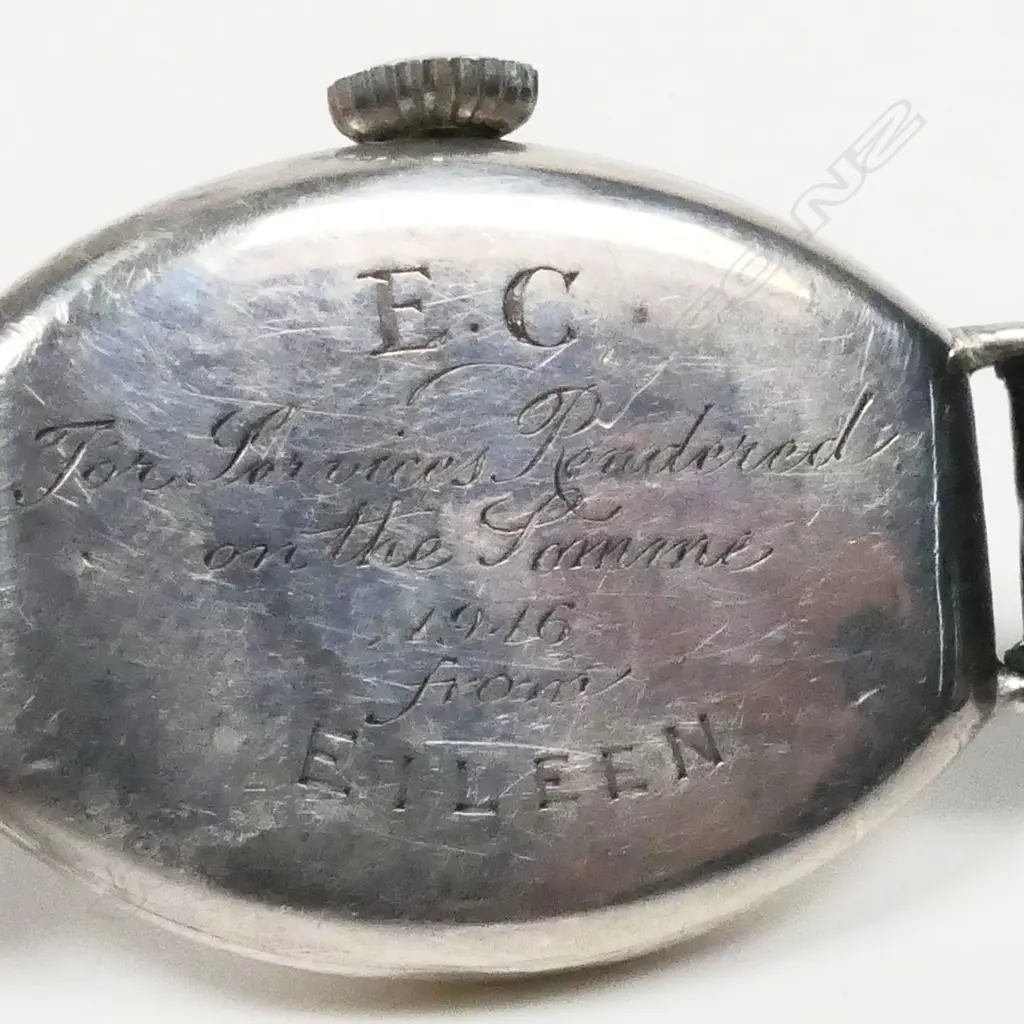 E.C.
For Services Rendered
on the Somme
1916
from
EILEEN